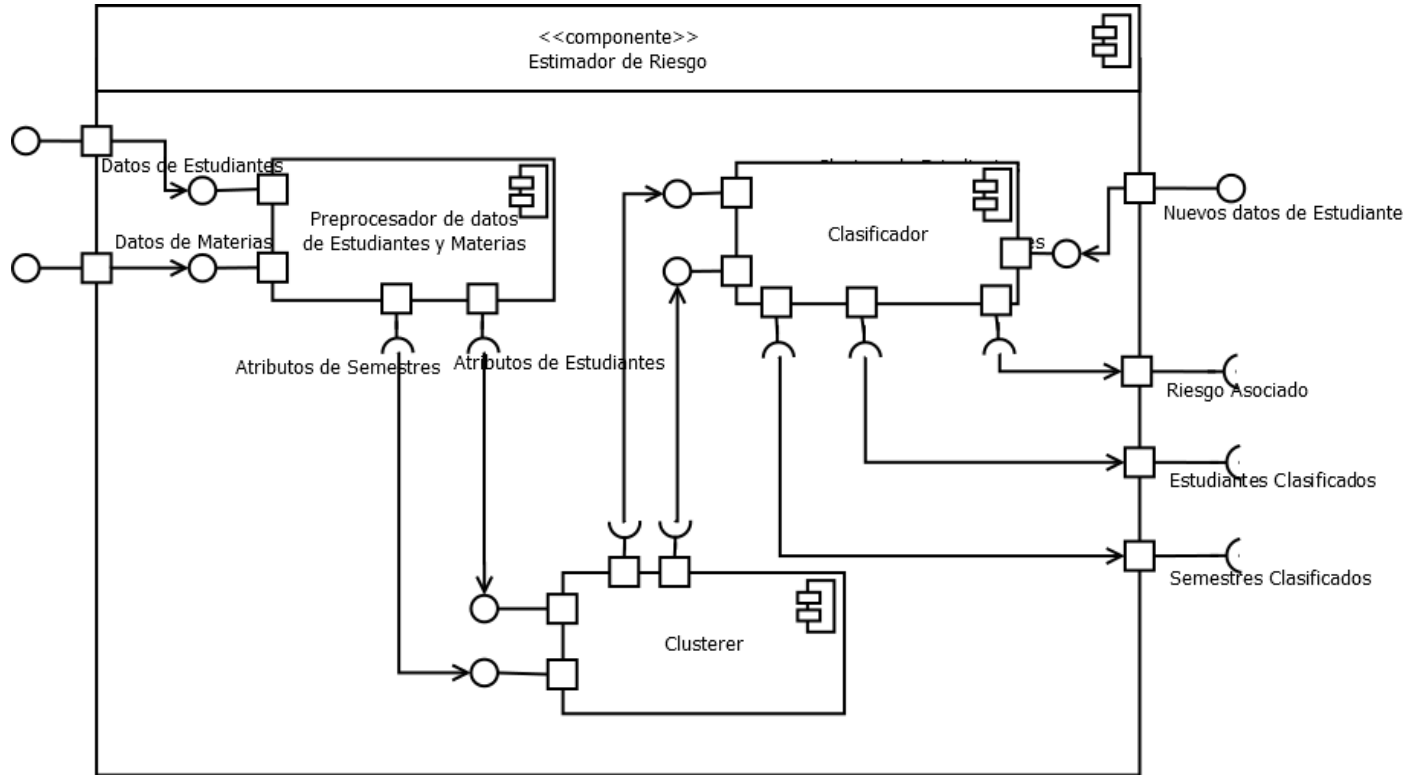 <<componente>>
Estimador de Riesgo
Datos de Estudiantes
Preprocesador de datos
de Estudiantes y Materias
Datos de Materias
Clasificador
Nuevos datos de Estudiante
Atributos de Semestres
Atributos de Estudiantes
Riesgo Asociado
Estudiantes Clasificados
Semestres Clasificados
Clusterer